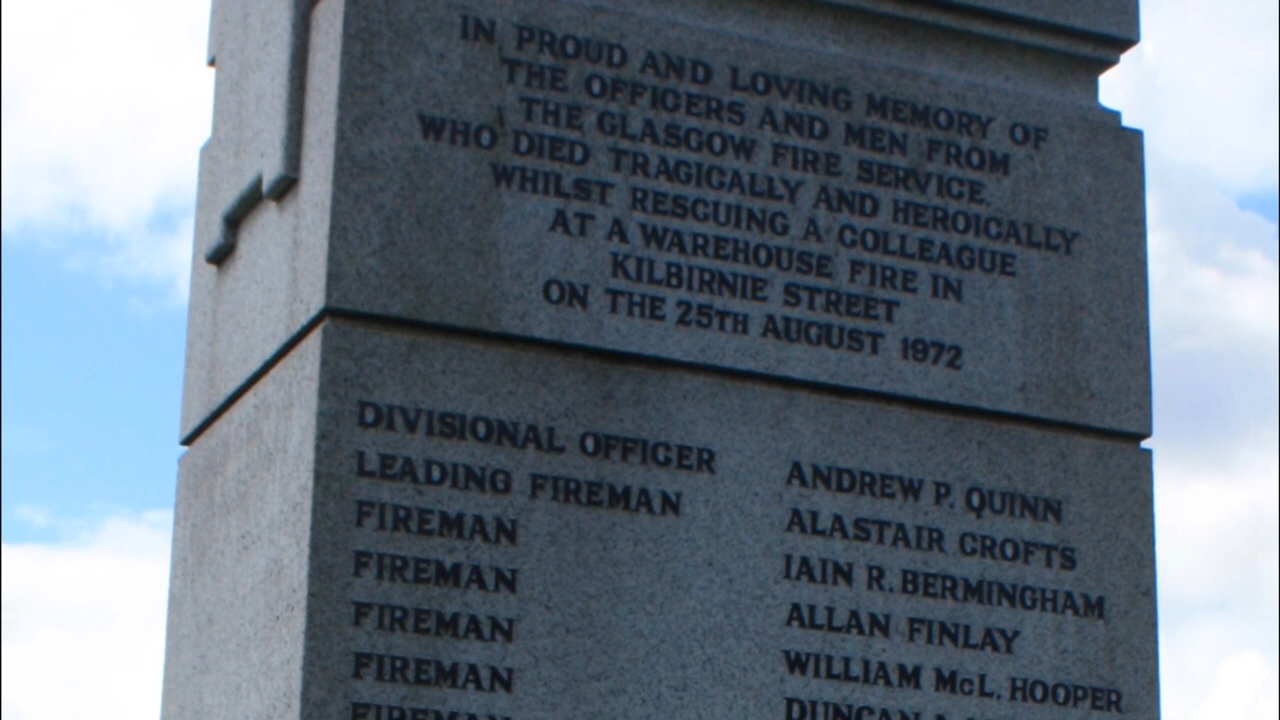 IN PROUD AND LOVING MEMORY OF
THE OFFICERS AND MEN FROM
THE GLASGOW FIRE SERVICE
WHO DIED TRAGICALLY AND HEROICALLY
WHILST RESCUING A COLLEAGUE
AT A WAREHOUSE FIRE IN
KILBIRNIE STREET
ON THE 25TH AUGUST 1972
DIVISIONAL OFFICER ANDREW P. QUINN
LEADING FIREMAN ALASTAIR CROFTS
FIREMAN IAIN R. BERMINGHAM
FIREMAN ALLAN FINLAY
FIREMAN WILLIAM McL. HOOPER
FIREMAN DUNCAN
FIREMAN